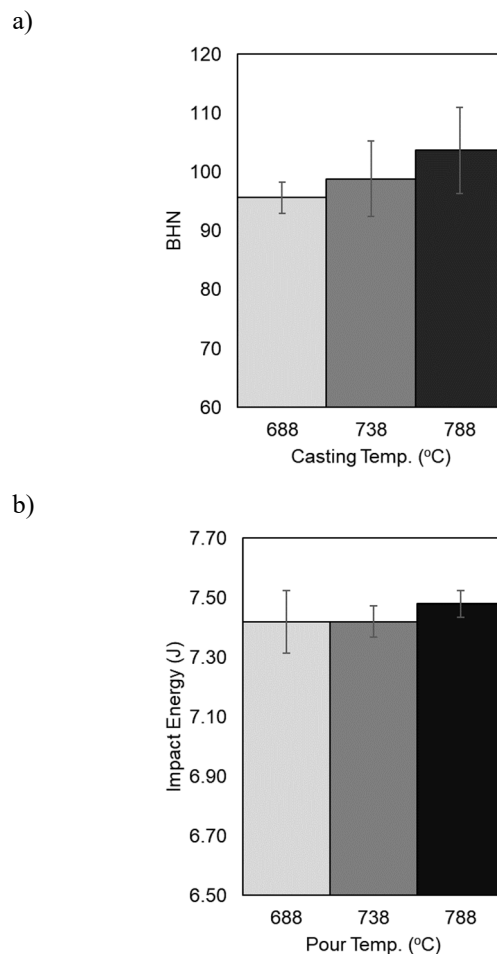 a)
120
110
100
90
80
70
60
BHN
688 738 788
Casting Temp. (ºC)
b)
7.70
7.50
7.30
7.10
6.90
6.70
6.50
Impact Energy (J)
688 738 788
Pour Temp. (ºC)